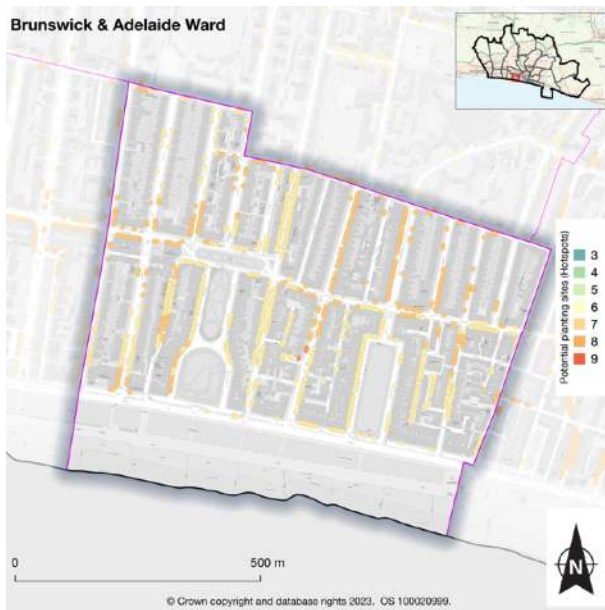 Brunswick & Adelaide Ward
Potential planting sites (Hotspots)
3
4
5
6
7
8
9
0
500 m
N
© Crown copyright and database rights 2023. OS 100020999.